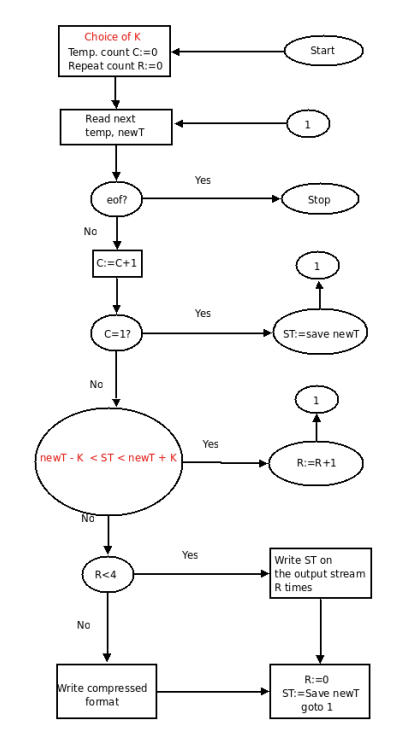 Choice of K
Temp. count C:=0
Repeat count R:=0
Start
Read next
temp, newT
1
eof?
Yes
Stop
No
C:=C+1
1
C=1?
Yes
ST:=save newT
No
1
newT - K < ST < newT + K
Yes
R:=R+1
No
R<4
Yes
Write ST on
the output stream
R times
No
Write compressed
format
R:=0
ST:=Save newT
goto 1